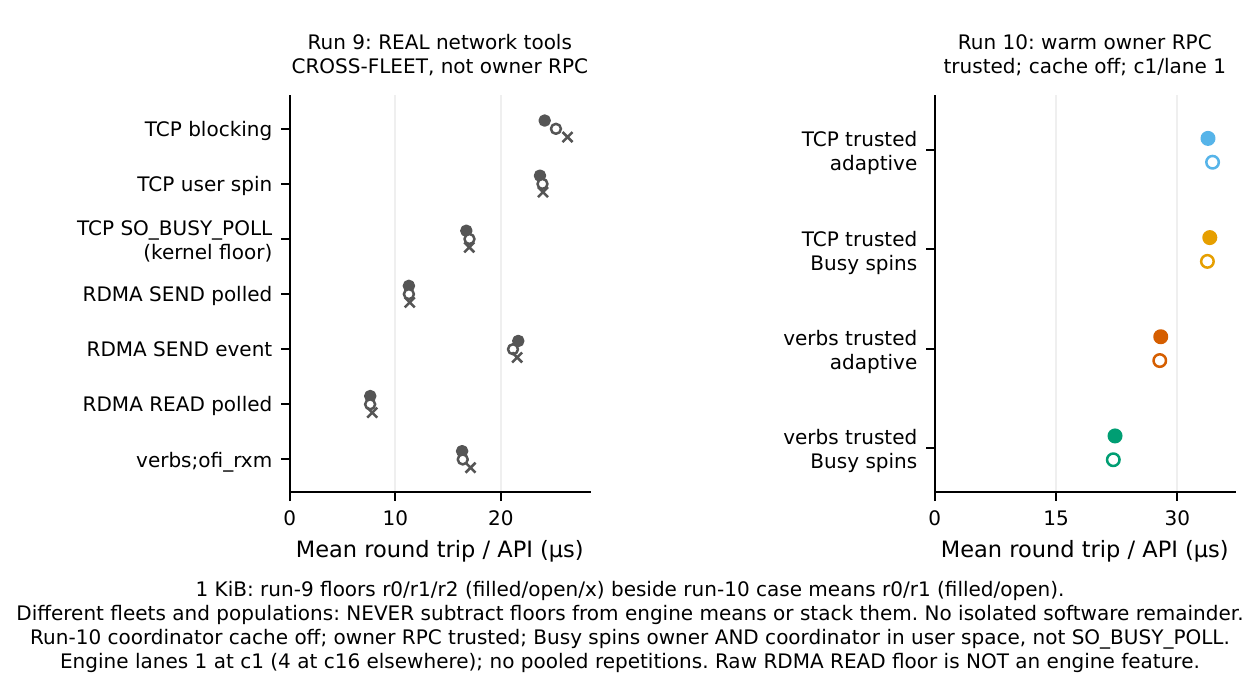 Run 9: REAL network tools
CROSS-FLEET, not owner RPC
TCP blocking
TCP user spin
TCP SO_BUSY_POLL
(kernel floor)
RDMA SEND polled
RDMA SEND event
RDMA READ polled
verbs;ofi_rxm
0 10 20
Mean round trip / API (µs)
Run 10: warm owner RPC
trusted; cache off; c1/lane 1
TCP trusted
adaptive
TCP trusted
Busy spins
verbs trusted
adaptive
verbs trusted
Busy spins
0 15 30
Mean round trip / API (µs)
1 KiB: run-9 floors r0/r1/r2 (filled/open/x) beside run-10 case means r0/r1 (filled/open).
Different fleets and populations: NEVER subtract floors from engine means or stack them. No isolated software remainder.
Run-10 coordinator cache off; owner RPC trusted; Busy spins owner AND coordinator in user space, not SO_BUSY_POLL.
Engine lanes 1 at c1 (4 at c16 elsewhere); no pooled repetitions. Raw RDMA READ floor is NOT an engine feature.